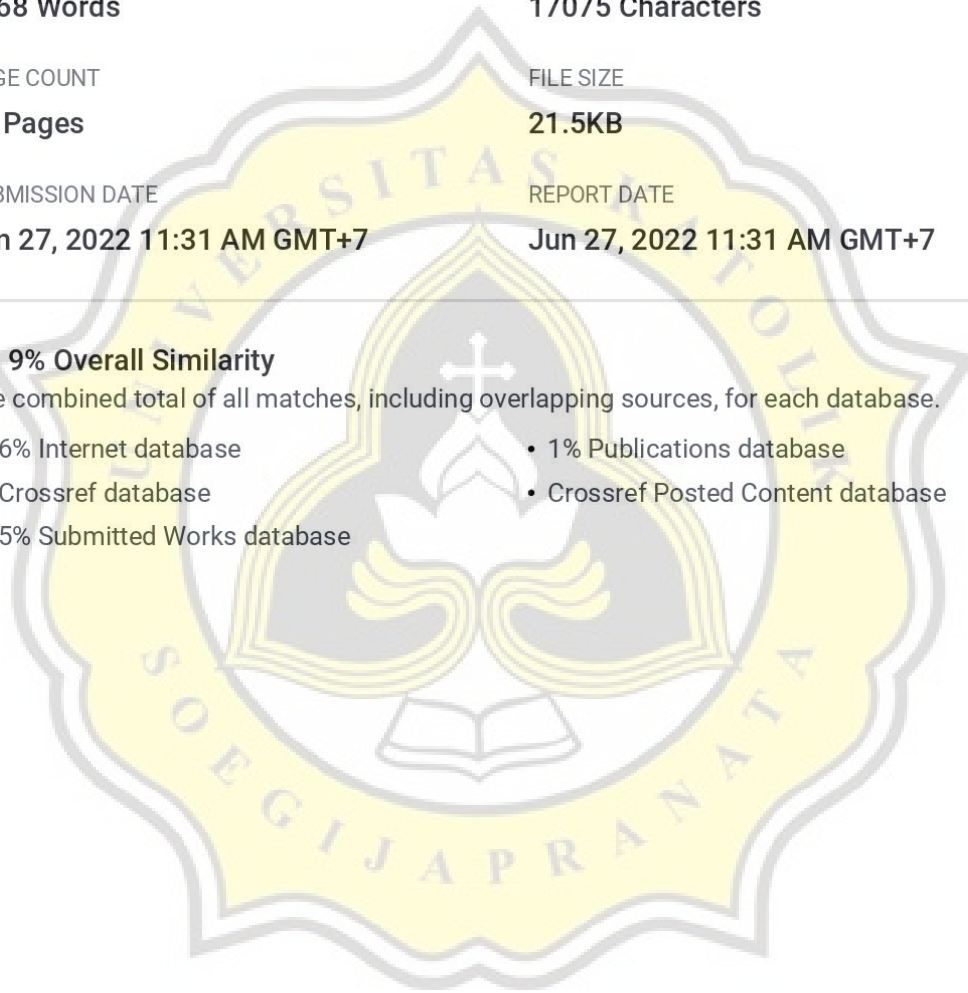 68 Words
17075 Characters
GE COUNT
FILE SIZE
Pages
21.5KB
BMISSION DATE
REPORT DATE
n 27, 2022 11:31 AM GMT+7
Jun 27, 2022 11:31 AM GMT+7
9% Overall Similarity
e combined total of all matches, including overlapping sources, for each database.
6% Internet database
• 1% Publications database
Crossref database
• Crossref Posted Content database
5% Submitted Works database
UNIVERSITAS KATOLIK
SOEGIJAPRANATA